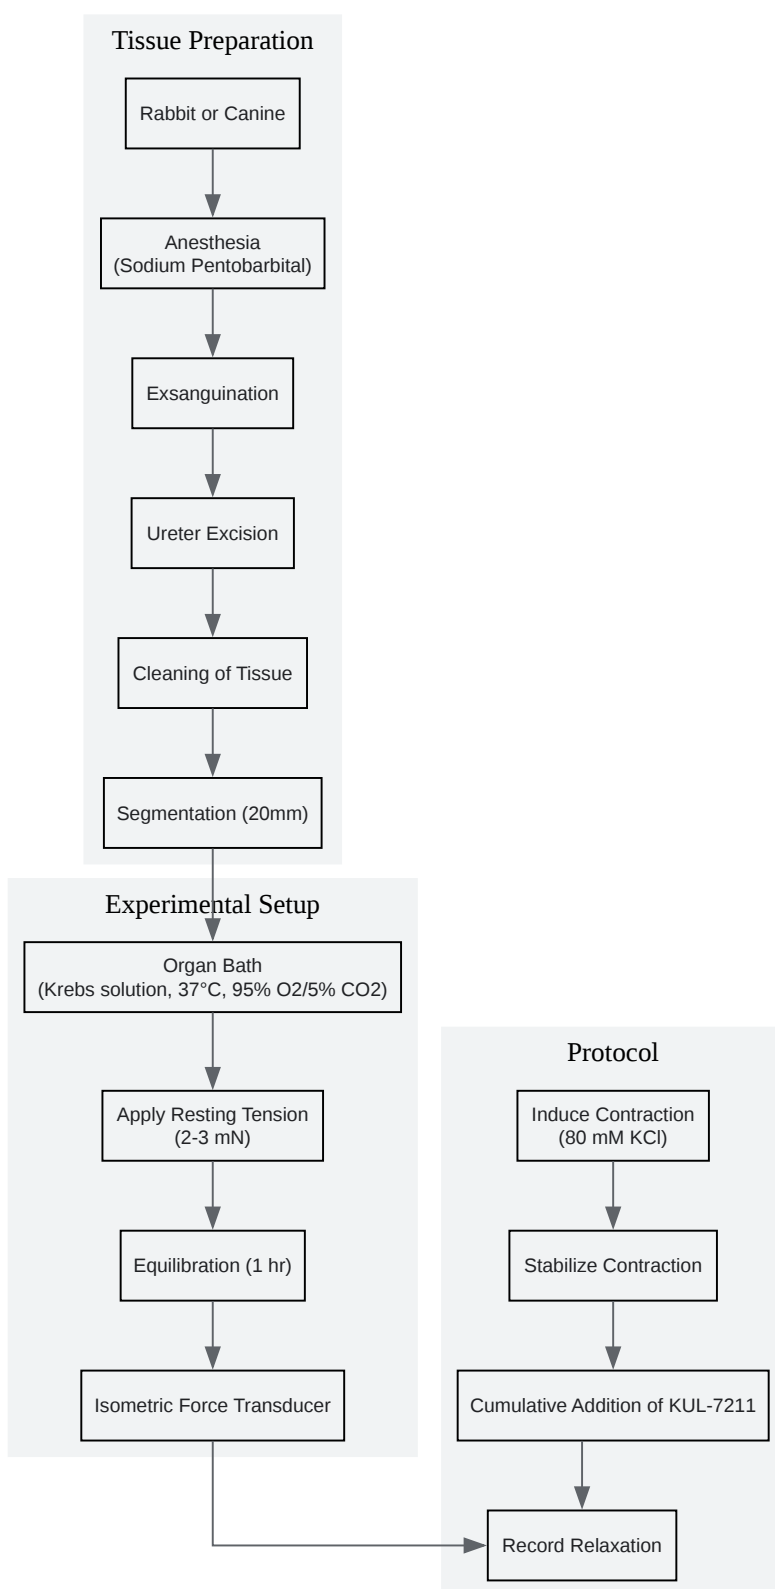 Tissue Preparation
Rabbit or Canine
Anesthesia
(Sodium Pentobarbital)
Exsanguination
Ureter Excision
Cleaning of Tissue
Segmentation (20mm)
Experimental Setup
Organ Bath
(Krebs solution, 37°C, 95% O2/5% CO2)
Apply Resting Tension
(2-3 mN)
Equilibration (1 hr)
Isometric Force Transducer
Protocol
Induce Contraction
(80 mM KCl)
Stabilize Contraction
Cumulative Addition of KUL-7211
Record Relaxation